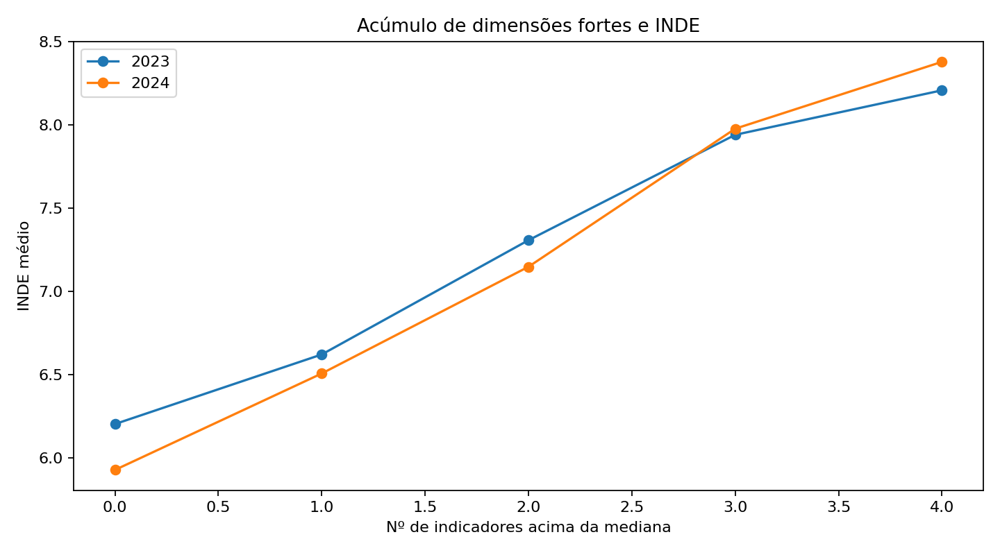 Acúmulo de dimensões fortes e INDE
2023
2024
INDE médio
8.5
8.0
7.5
7.0
6.5
6.0
0.0 0.5 1.0 1.5 2.0 2.5 3.0 3.5 4.0
Nº de indicadores acima da mediana